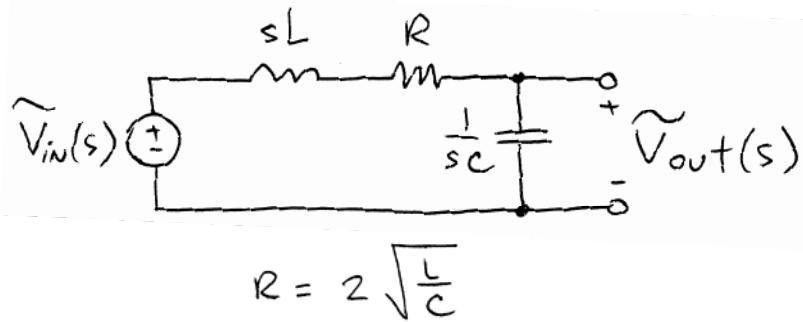 sL R
Ṽin(s) + - 1/sC + - Ṽout(s)
R = 2 √(L/C)